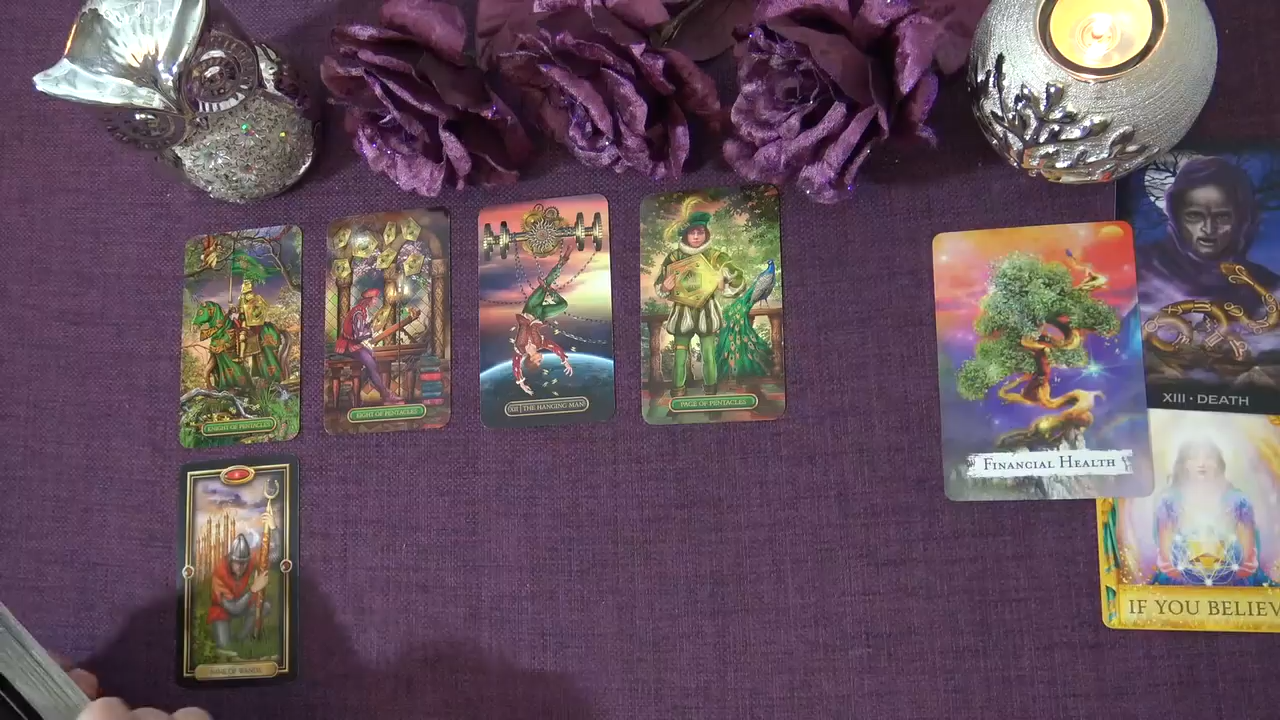 KNIGHT OF PENTACLES
EIGHT OF PENTACLES
XII | THE HANGING MAN
PAGE OF PENTACLES
FINANCIAL HEALTH
XIII • DEATH
IF YOU BELIEV
NINE OF WANDS